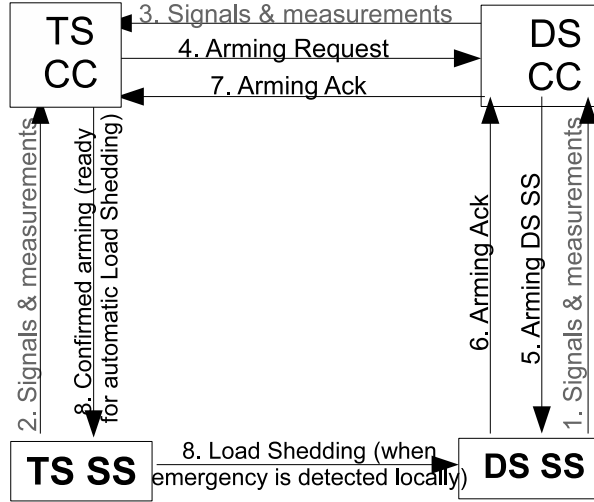 3. Signals & measurements
TS
CC
DS
CC
4. Arming Request
7. Arming Ack
2. Signals & measurements
8. Confirmed arming (ready
for automatic Load Shedding)
6. Arming Ack
5. Arming DS SS
1. Signals & measurements
TS SS
8. Load Shedding (when
emergency is detected locally)
DS SS